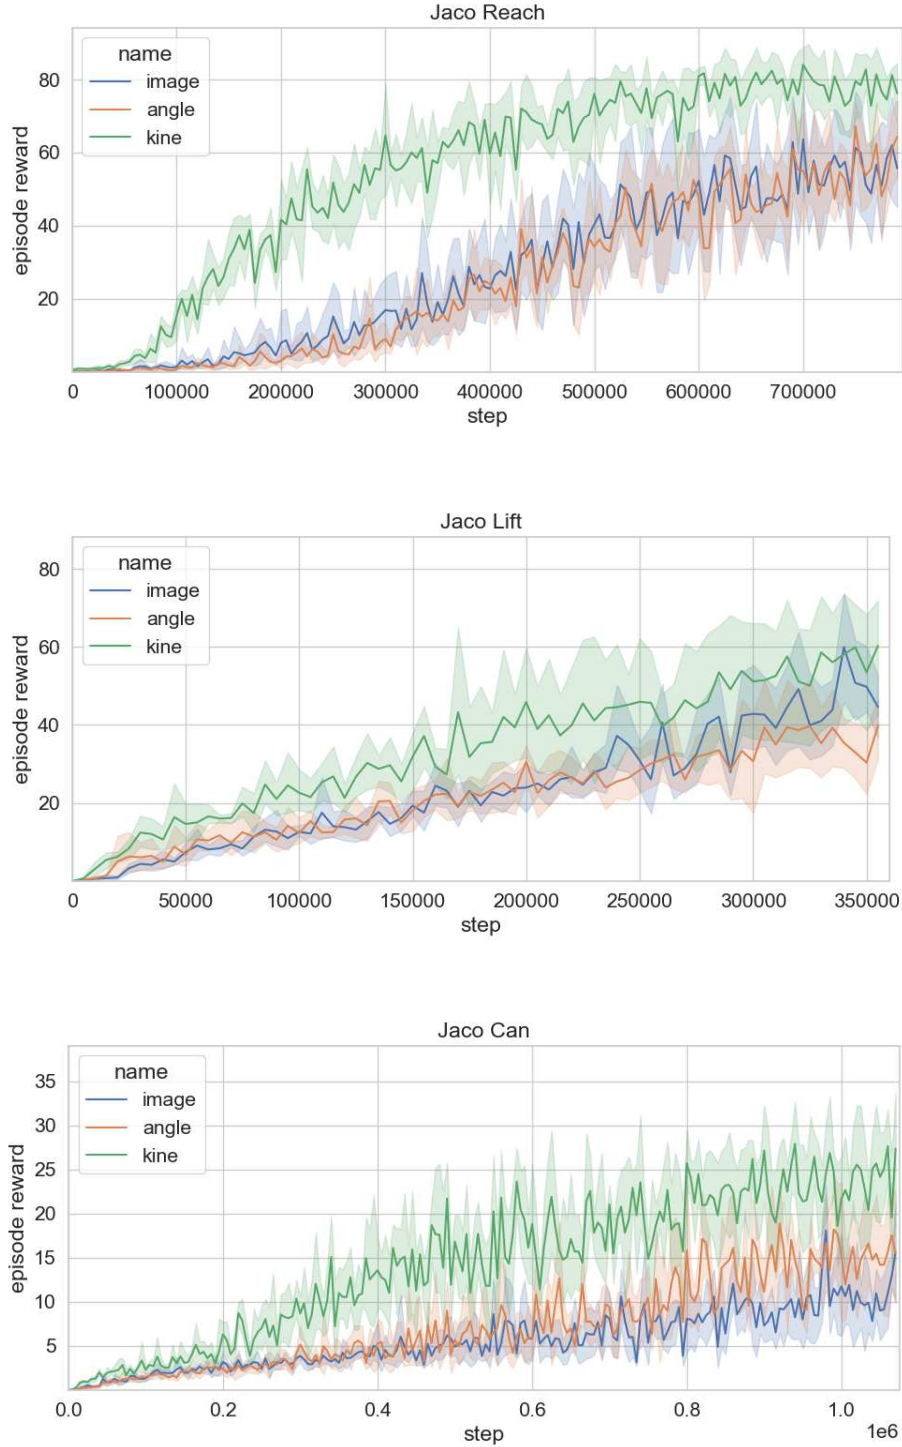 Jaco Reach
name
image
angle
kine
episode reward
80
60
40
20
0 100000 200000 300000 400000 500000 600000 700000
step
Jaco Lift
name
image
angle
kine
episode reward
80
60
40
20
0 50000 100000 150000 200000 250000 300000 350000
step
Jaco Can
name
image
angle
kine
episode reward
35
30
25
20
15
10
5
0.0 0.2 0.4 0.6 0.8 1.0
step
1e6